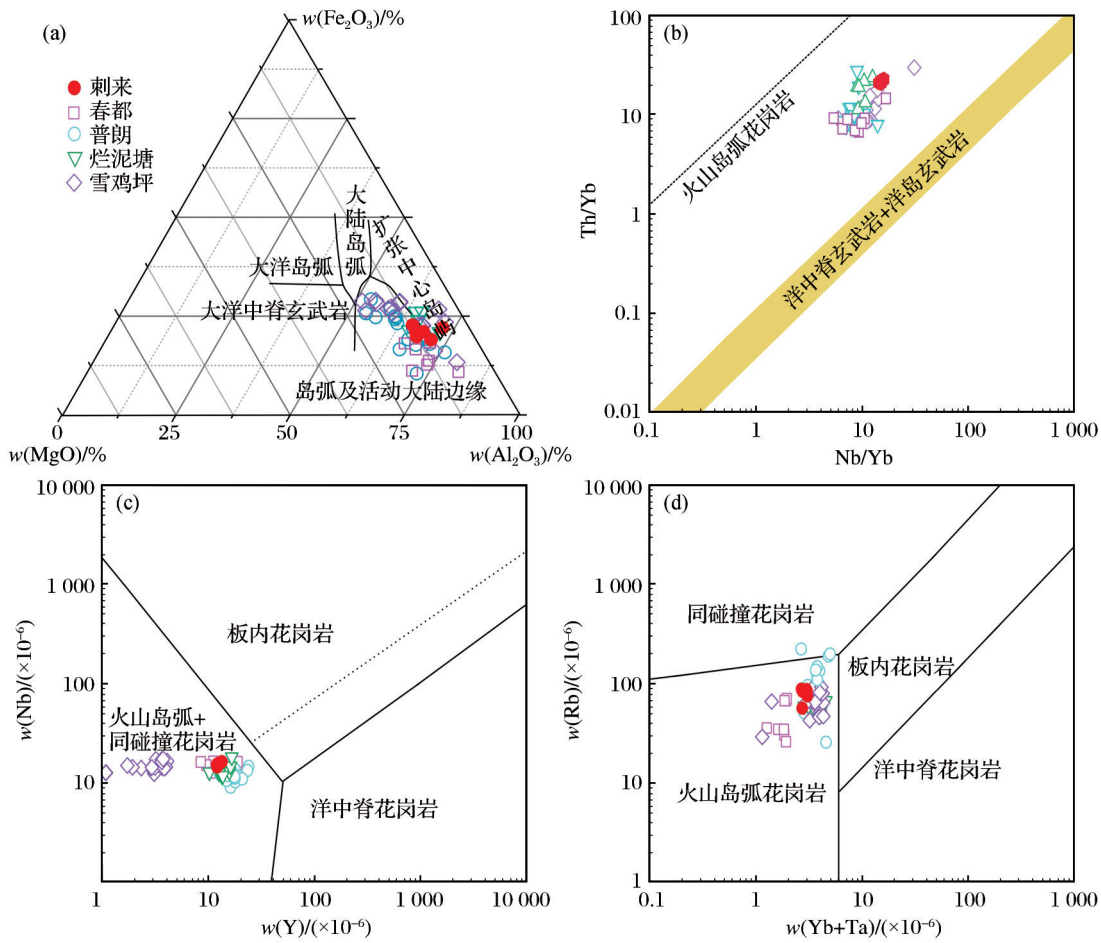 (a)
w(Fe₂O₃)/%
刺来
春都
普朗
烂泥塘
雪鸡坪
大陆岛弧
扩张中心岛屿
大洋岛弧
大洋中脊玄武岩
岛弧及活动大陆边缘
0 25 50 75 100
w(MgO)/% w(Al₂O₃)/%
(b)
100
10
1
0.1
0.01
Th/Yb
火山岛弧花岗岩
洋中脊玄武岩+洋岛玄武岩
0.1 1 10 100 1 000
Nb/Yb
(c)
10 000
1 000
100
10
1
w(Nb)/(×10⁻⁶)
板内花岗岩
火山岛弧+
同碰撞花岗岩
洋中脊花岗岩
1 10 100 1 000 10 000
w(Y)/(×10⁻⁶)
(d)
10 000
1 000
100
10
1
w(Rb)/(×10⁻⁶)
同碰撞花岗岩
板内花岗岩
火山岛弧花岗岩
洋中脊花岗岩
0.1 1 10 100 1 000
w(Yb+Ta)/(×10⁻⁶)